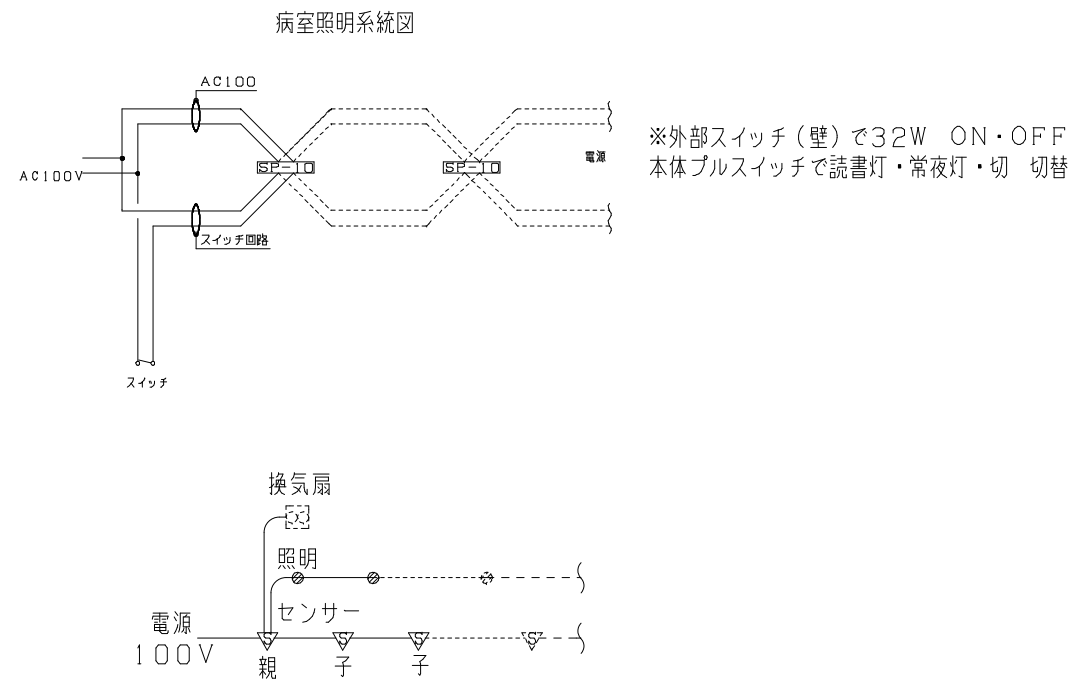 病室照明系統図
AC100
SP-10
SP-10
電源
※外部スイッチ（壁）で32W　ON・OFF
本体プルスイッチで読書灯・常夜灯・切　切替
AC100V
スイッチ回路
スイッチ
換気扇
照明
センサー
電源
100V
S
S
S
S
親
子
子